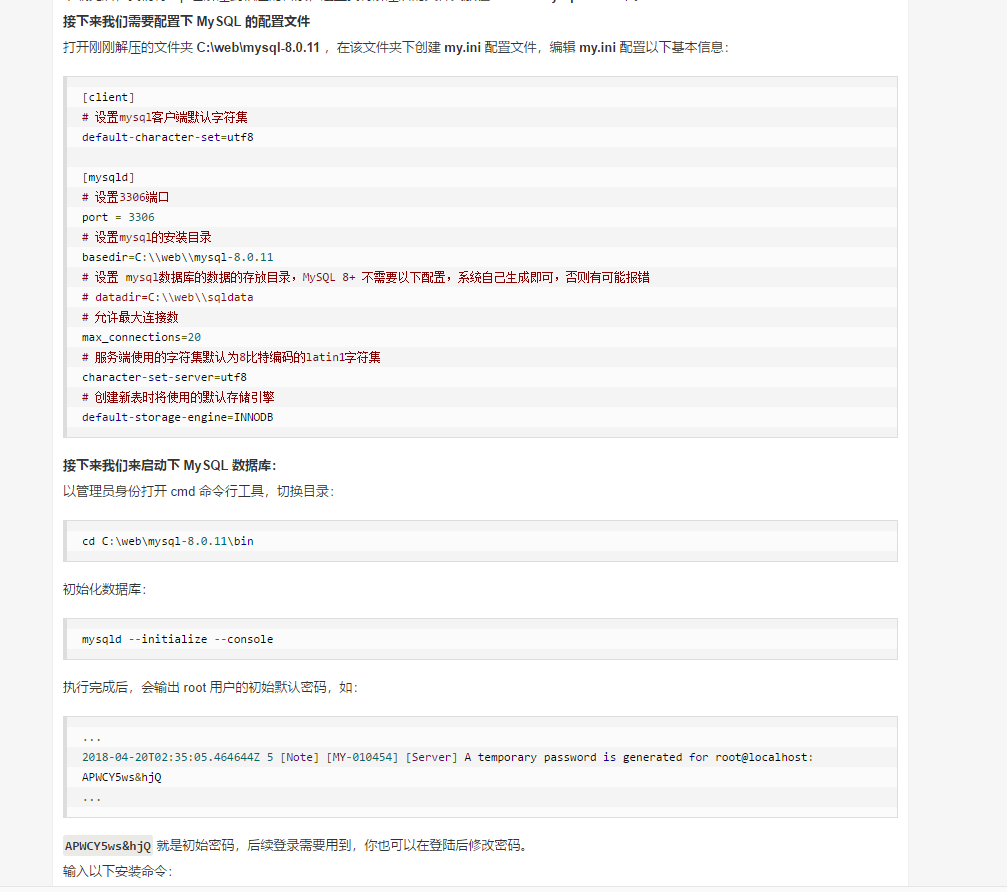 接下来我们需要配置下 MySQL 的配置文件
打开刚刚解压的文件夹 C:\web\mysql-8.0.11 ，在该文件夹下创建 my.ini 配置文件，编辑 my.ini 配置以下基本信息：
[client]
# 设置mysql客户端默认字符集
default-character-set=utf8
[mysqld]
# 设置3306端口
port = 3306
# 设置mysql的安装目录
basedir=C:\\web\\mysql-8.0.11
# 设置 mysql数据库的数据的存放目录，MySQL 8+ 不需要以下配置，系统自己生成即可，否则有可能报错
# datadir=C:\\web\\sqldata
# 允许最大连接数
max_connections=20
# 服务端使用的字符集默认为8比特编码的latin1字符集
character-set-server=utf8
# 创建新表时将使用的默认存储引擎
default-storage-engine=INNODB
接下来我们来启动下 MySQL 数据库：
以管理员身份打开 cmd 命令行工具，切换目录：
cd C:\web\mysql-8.0.11\bin
初始化数据库：
mysqld --initialize --console
执行完成后，会输出 root 用户的初始默认密码，如：
...
2018-04-20T02:35:05.464644Z 5 [Note] [MY-010454] [Server] A temporary password is generated for root@localhost:
APWCY5ws&hjQ
...
APWCY5ws&hjQ 就是初始密码，后续登录需要用到，你也可以在登陆后修改密码。
输入以下安装命令：